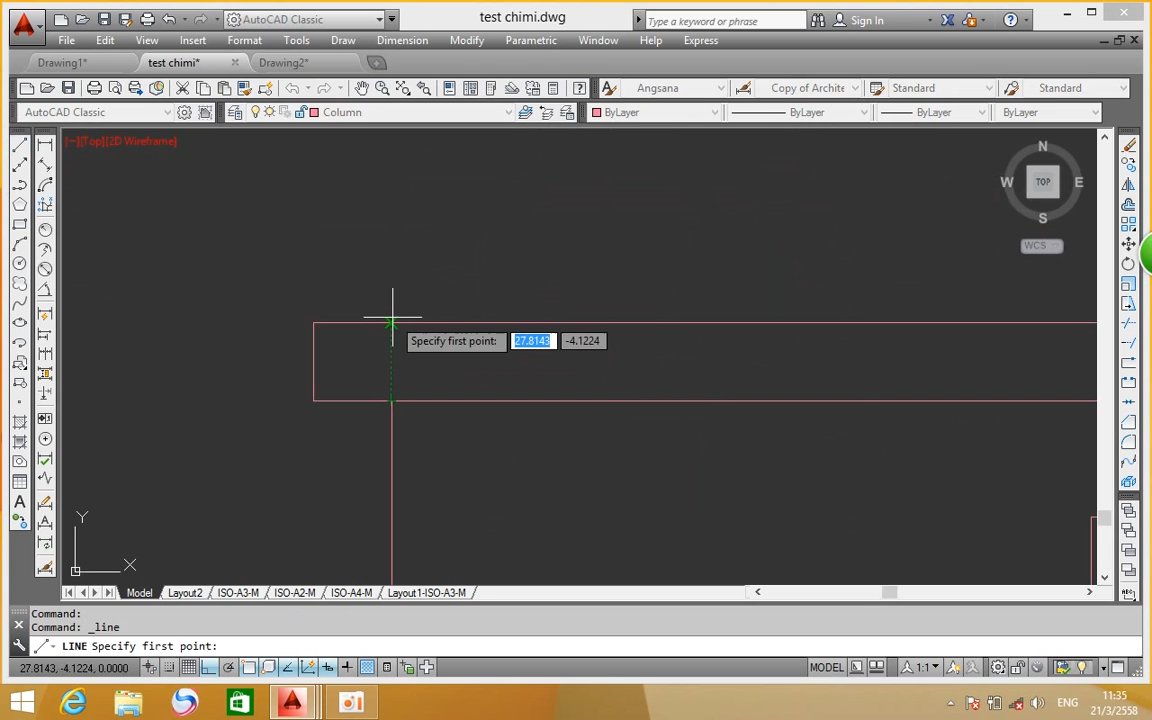 AutoCAD Classic
test chimi.dwg
Type a keyword or phrase
Sign In
File Edit View Insert Format Tools Draw Dimension Modify Parametric Window Help Express
Drawing1* test chimi* Drawing2*
Angsana Copy of Archite Standard Standard
AutoCAD Classic Column ByLayer ByLayer ByLayer ByLayer
[−][Top][2D Wireframe]
N
W TOP E
S
WCS
Specify first point: 27.8143 -4.1224
Y
X
Model Layout2 ISO-A3-M ISO-A2-M ISO-A4-M Layout1-ISO-A3-M
Command:
Command: _line
LINE Specify first point:
27.8143, -4.1224, 0.0000 MODEL 1:1
ENG 11:35
21/3/2558